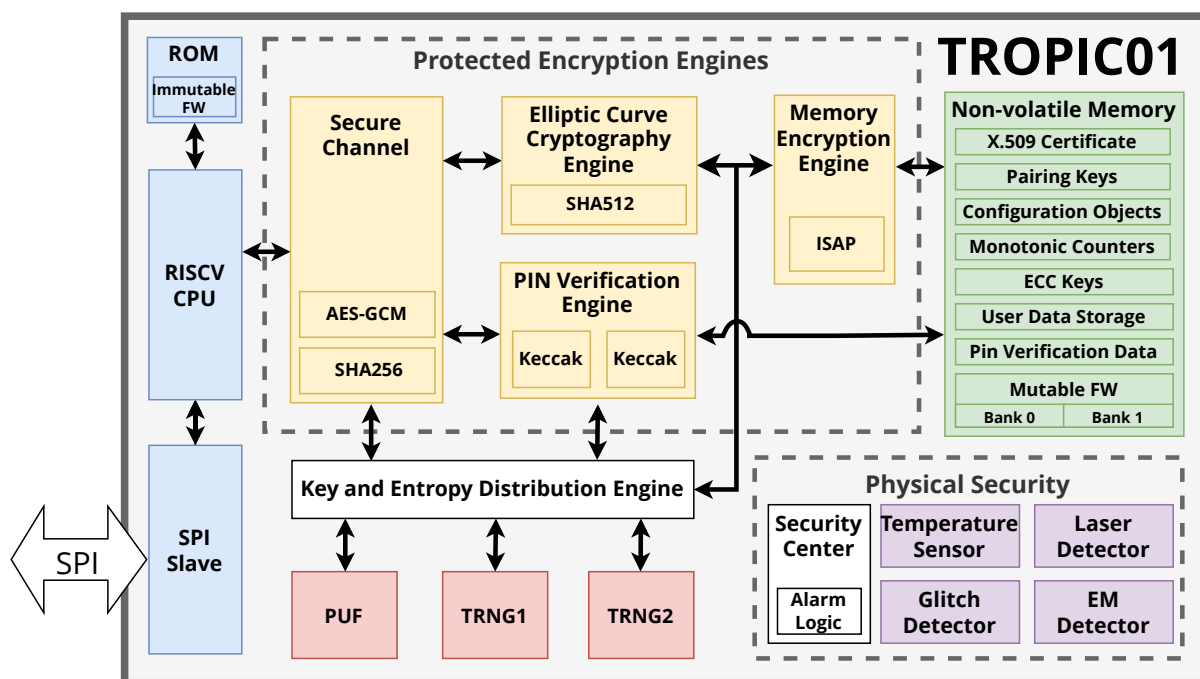 TROPIC01
ROM
Immutable
FW
RISCV
CPU
SPI
Slave
SPI
Protected Encryption Engines
Secure
Channel
AES-GCM
SHA256
Elliptic Curve
Cryptography
Engine
SHA512
PIN Verification
Engine
Keccak
Keccak
Memory
Encryption
Engine
ISAP
Non-volatile Memory
X.509 Certificate
Pairing Keys
Configuration Objects
Monotonic Counters
ECC Keys
User Data Storage
Pin Verification Data
Mutable FW
Bank 0
Bank 1
Key and Entropy Distribution Engine
PUF
TRNG1
TRNG2
Physical Security
Security
Center
Alarm
Logic
Temperature
Sensor
Laser
Detector
Glitch
Detector
EM
Detector